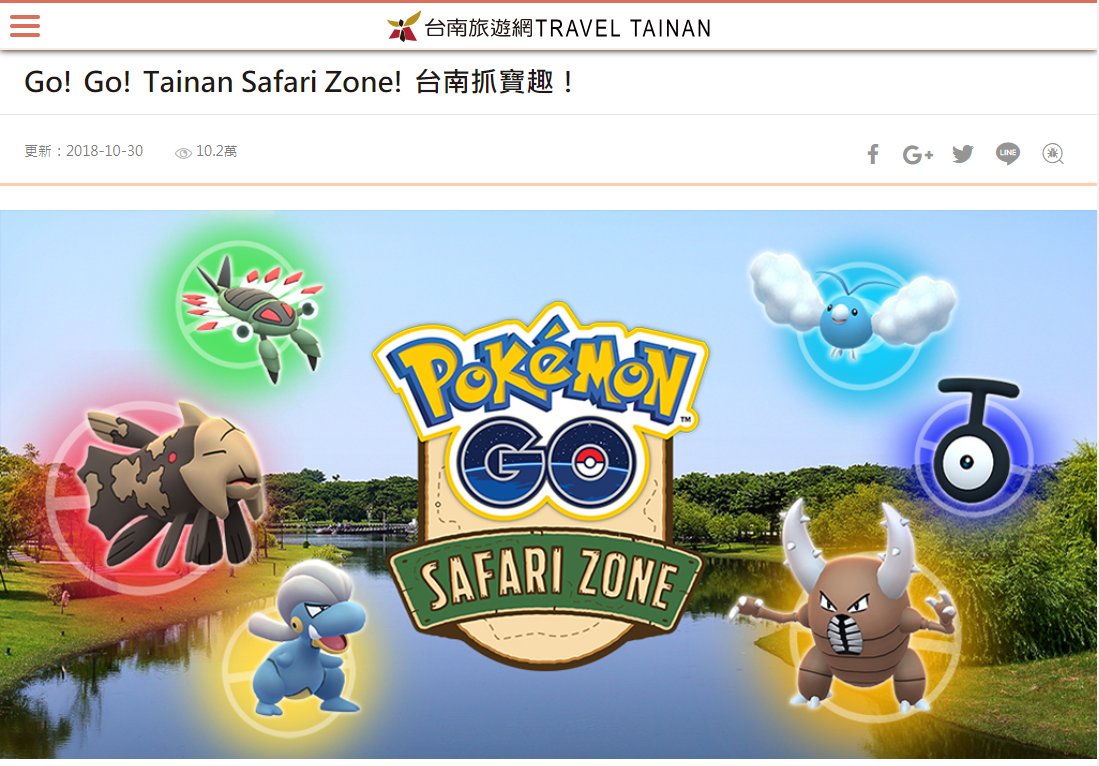 台南旅遊網TRAVEL TAINAN
Go! Go! Tainan Safari Zone! 台南抓寶趣！
更新：2018-10-30 10.2萬
LINE
POKÉMON™
GO
SAFARI ZONE